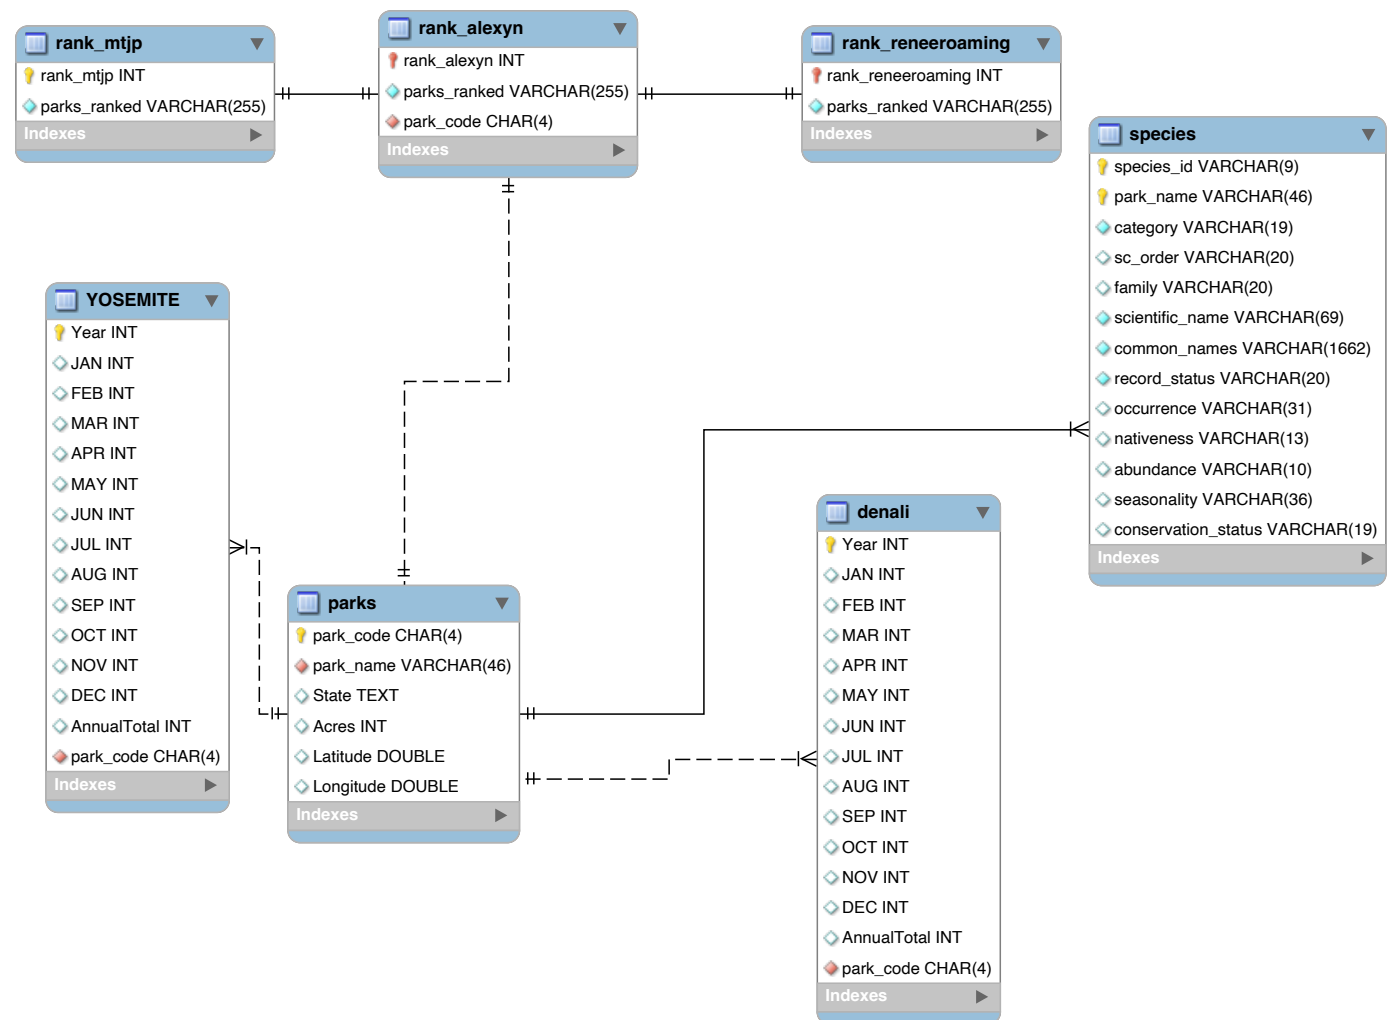 rank_mtjp
rank_mtjp INT
parks_ranked VARCHAR(255)
Indexes
rank_alexyn
rank_alexyn INT
parks_ranked VARCHAR(255)
park_code CHAR(4)
Indexes
rank_reneeroaming
rank_reneeroaming INT
parks_ranked VARCHAR(255)
Indexes
species
species_id VARCHAR(9)
park_name VARCHAR(46)
category VARCHAR(19)
sc_order VARCHAR(20)
family VARCHAR(20)
scientific_name VARCHAR(69)
common_names VARCHAR(1662)
record_status VARCHAR(20)
occurrence VARCHAR(31)
nativeness VARCHAR(13)
abundance VARCHAR(10)
seasonality VARCHAR(36)
conservation_status VARCHAR(19)
Indexes
YOSEMITE
Year INT
JAN INT
FEB INT
MAR INT
APR INT
MAY INT
JUN INT
JUL INT
AUG INT
SEP INT
OCT INT
NOV INT
DEC INT
AnnualTotal INT
park_code CHAR(4)
Indexes
parks
park_code CHAR(4)
park_name VARCHAR(46)
State TEXT
Acres INT
Latitude DOUBLE
Longitude DOUBLE
Indexes
denali
Year INT
JAN INT
FEB INT
MAR INT
APR INT
MAY INT
JUN INT
JUL INT
AUG INT
SEP INT
OCT INT
NOV INT
DEC INT
AnnualTotal INT
park_code CHAR(4)
Indexes